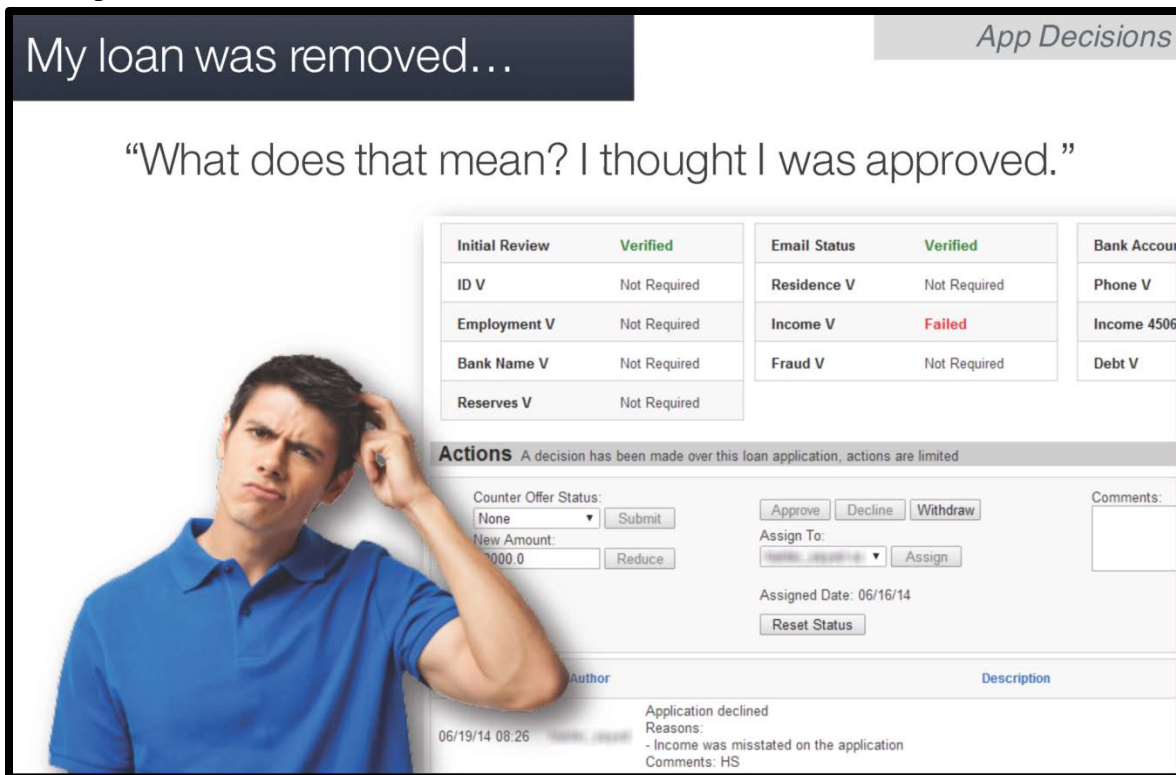 My loan was removed…
App Decisions
“What does that mean? I thought I was approved.”
Initial Review Verified Email Status Verified Bank
ID V Not Required Residence V Not Required Phone V
Employment V Not Required Income V Failed Income
Bank Name V Not Required Fraud V Not Required Debt V
Reserves V Not Required
Actions A decision has been made over this loan application, actions are limited
Counter Offer Status:
None Submit
New Amount:
000.0 Reduce
Approve Decline Withdraw
Assign To:
Assign
Assigned Date: 06/16/14
Reset Status
Comments:
Author Description
06/19/14 08:26
Application declined
Reasons:
- Income was misstated on the application
Comments: HS